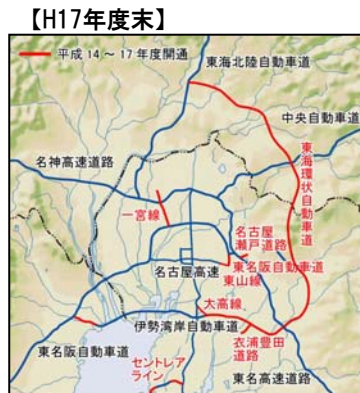 【H17年度末】
平成14~17年度開通
東海北陸自動車道
中央自動車道
名神高速道路
東海環状自動車道
一宮線
名古屋
瀬戸道路
名古屋高速
東名阪自動車道
東山線
大高線
伊勢湾岸自動車道
衣浦豊田
道路
東名阪自動車道
セントレア
ライン
東名高速道路